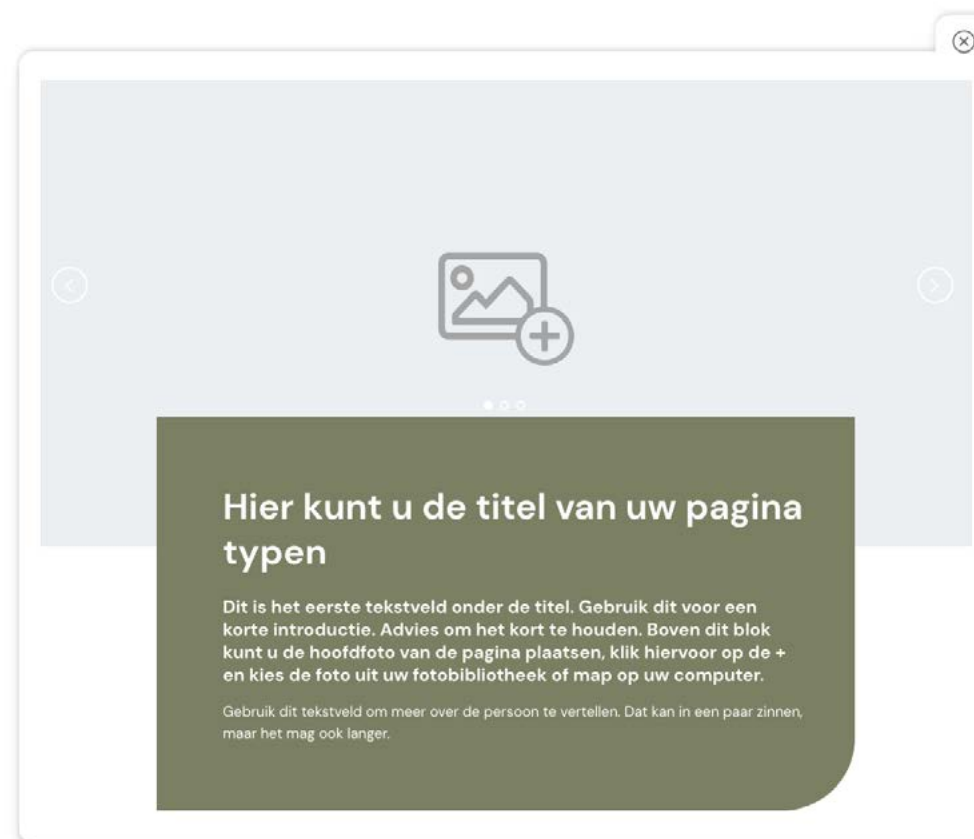 Hier kunt u de titel van uw pagina
typen
Dit is het eerste tekstveld onder de titel. Gebruik dit voor een
korte introductie. Advies om het kort te houden. Boven dit blok
kunt u de hoofdfoto van de pagina plaatsen, klik hiervoor op de +
en kies de foto uit uw fotobibliotheek of map op uw computer.
Gebruik dit tekstveld om meer over de persoon te vertellen. Dat kan in een paar zinnen,
maar het mag ook langer.